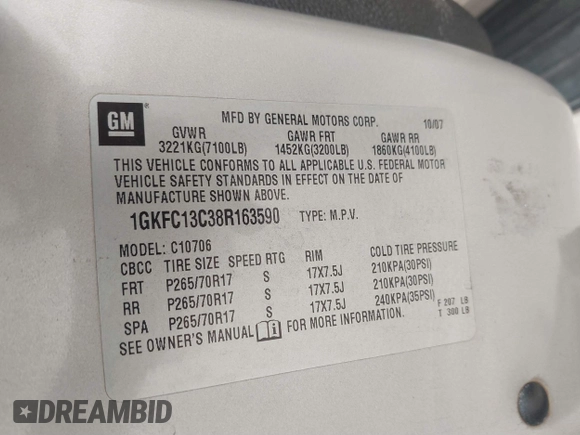 GM ®
MFD BY GENERAL MOTORS CORP. 10/07
GVWR GAWR FRT GAWR RR
3221KG(7100LB) 1452KG(3200LB) 1860KG(4100LB)
THIS VEHICLE CONFORMS TO ALL APPLICABLE U.S. FEDERAL MOTOR
VEHICLE SAFETY STANDARDS IN EFFECT ON THE DATE OF
MANUFACTURE SHOWN ABOVE.
1GKFC13C38R163590 TYPE: M.P.V.
MODEL: C10706
CBCC TIRE SIZE SPEED RTG RIM COLD TIRE PRESSURE
FRT P265/70R17 S 17X7.5J 210KPA(30PSI)
RR P265/70R17 S 17X7.5J 210KPA(30PSI)
SPA P265/70R17 S 17X7.5J 240KPA(35PSI)
F 207 LB
SEE OWNER'S MANUAL FOR MORE INFORMATION. T 300 LB
DREAMBID